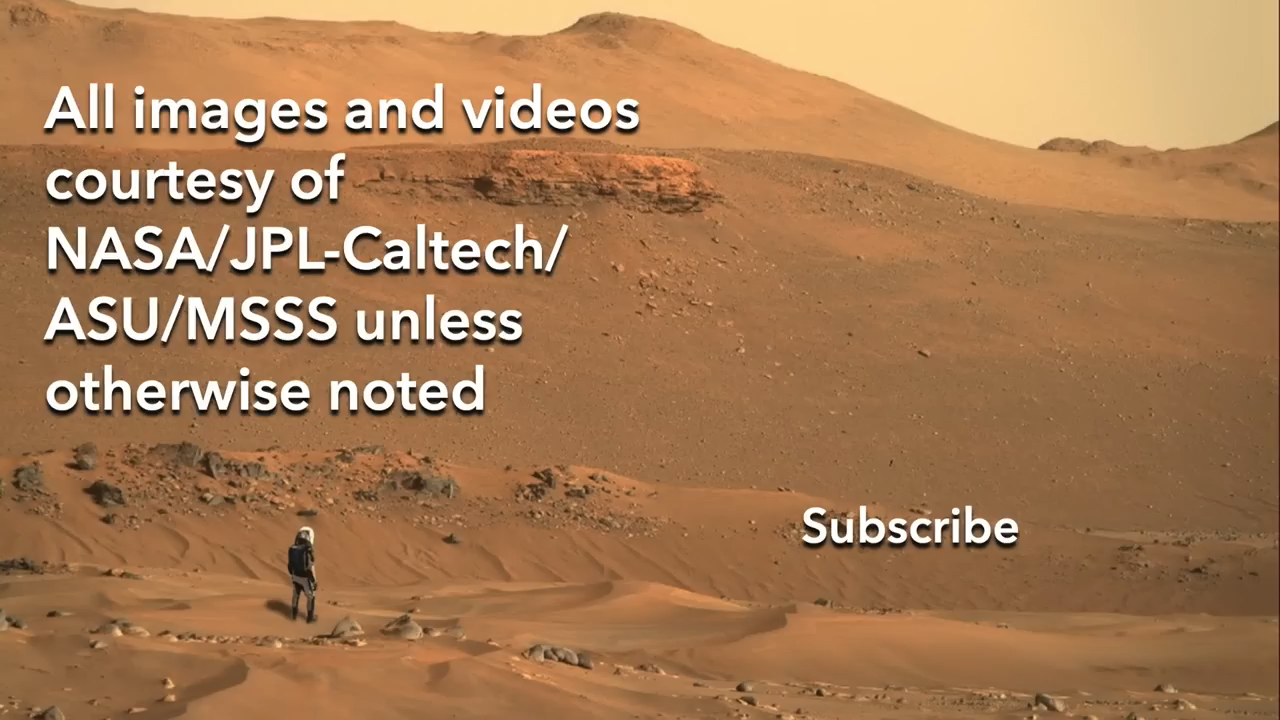 All images and videos
courtesy of
NASA/JPL-Caltech/
ASU/MSSS unless
otherwise noted
Subscribe